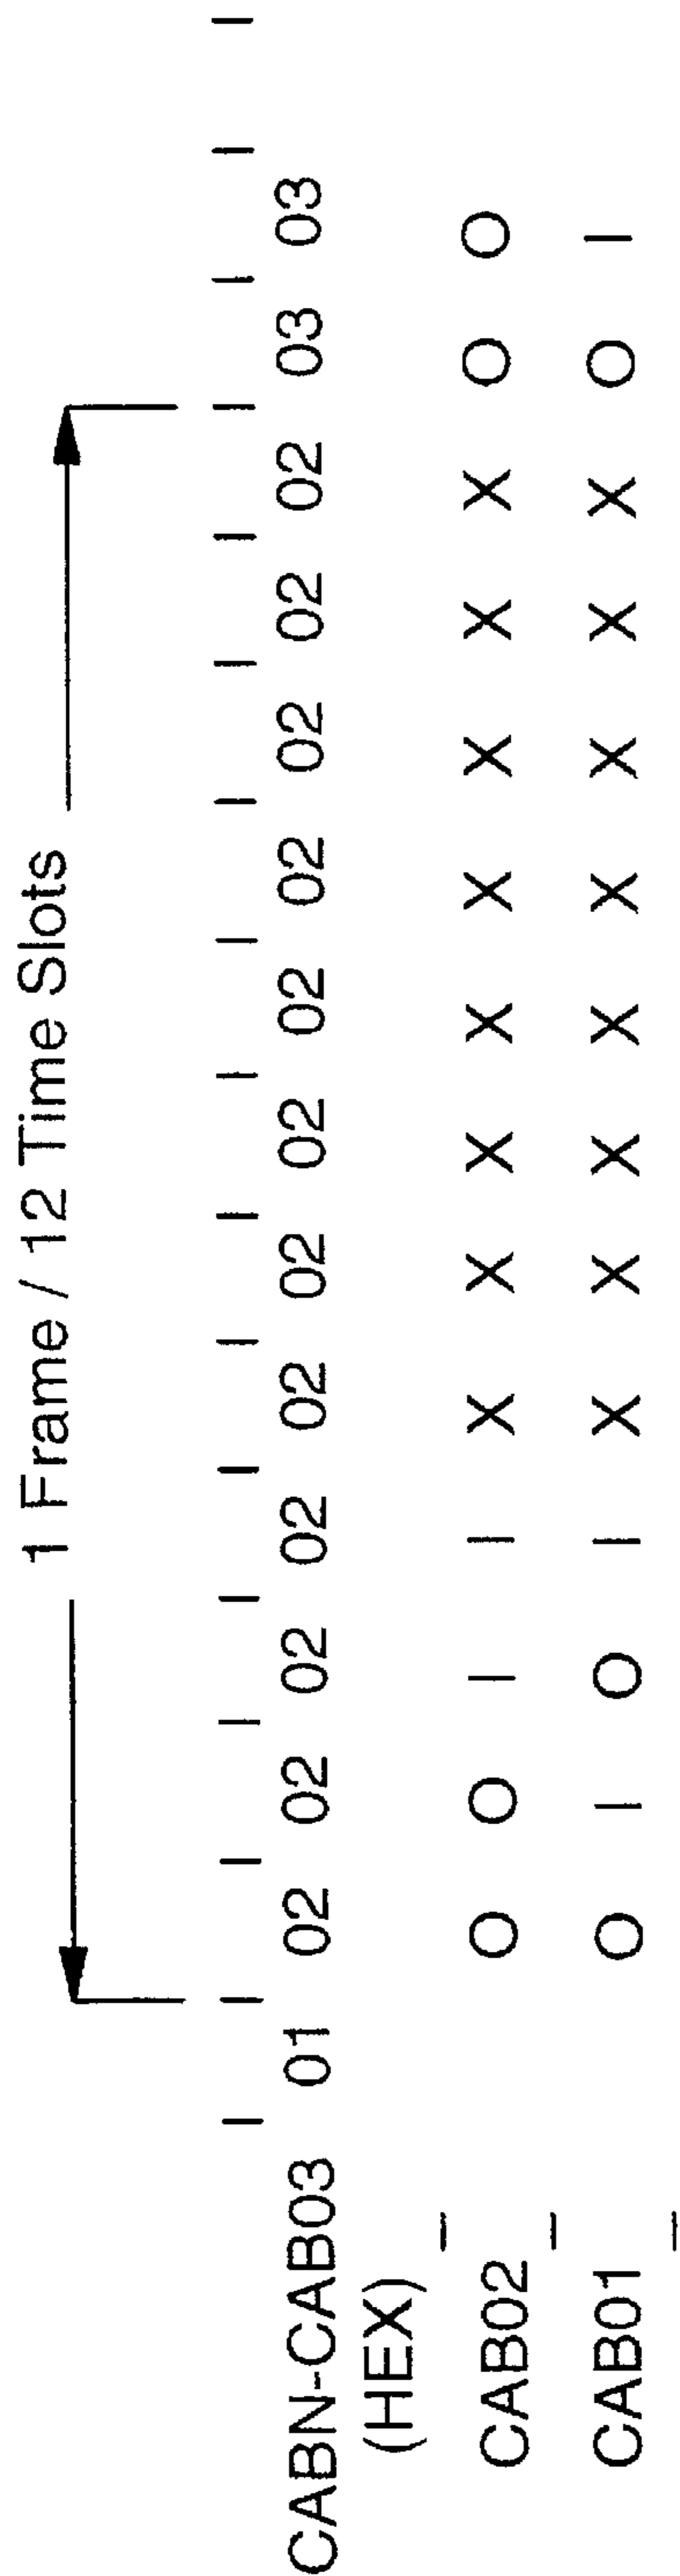 1 Frame / 12 Time Slots
CABN-CAB03 01 02 02 02 02 02 02 02 02 02 02 02 02 03 03
(HEX)
CAB02 O O I I X X X X X X X X O O
CAB01 O I O I X X X X X X X X O I